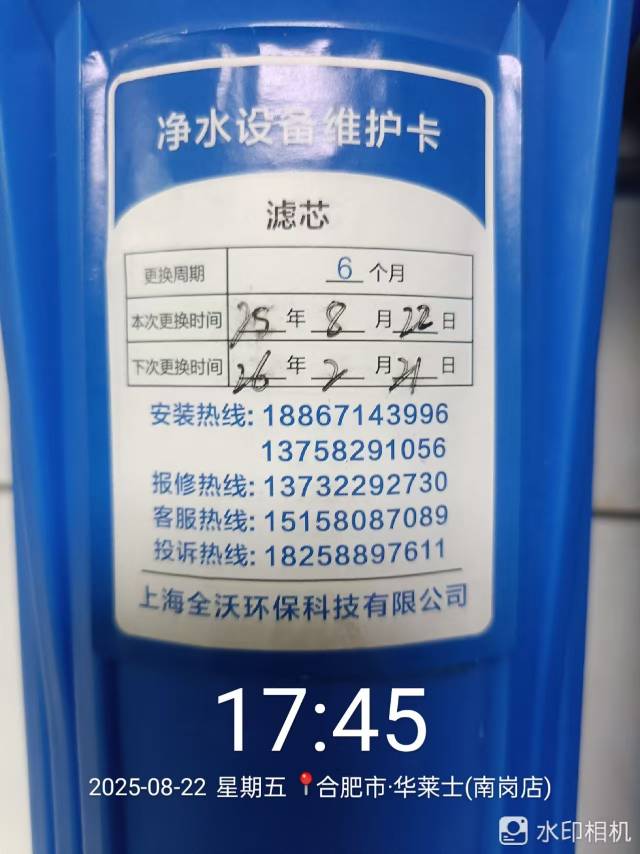 净水设备维护卡
滤芯
更换周期 6 个月
本次更换时间 25 年 8 月 22 日
下次更换时间 26 年 2 月 21 日
安装热线: 18867143996
13758291056
报修热线: 13732292730
客服热线: 15158087089
投诉热线: 18258897611
上海全沃环保科技有限公司
17:45
2025-08-22 星期五 合肥市·华莱士(南岗店)
水印相机